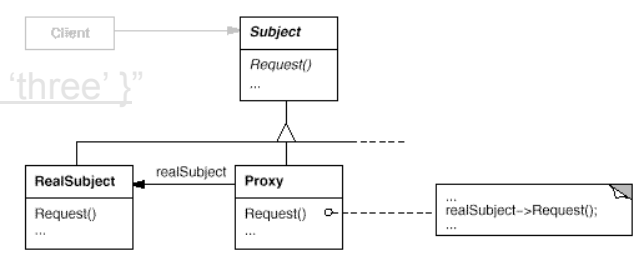 Client
Subject
Request()
...
'three' }”
realSubject
RealSubject
Request()
...
Proxy
Request()
...
...
realSubject->Request();
...